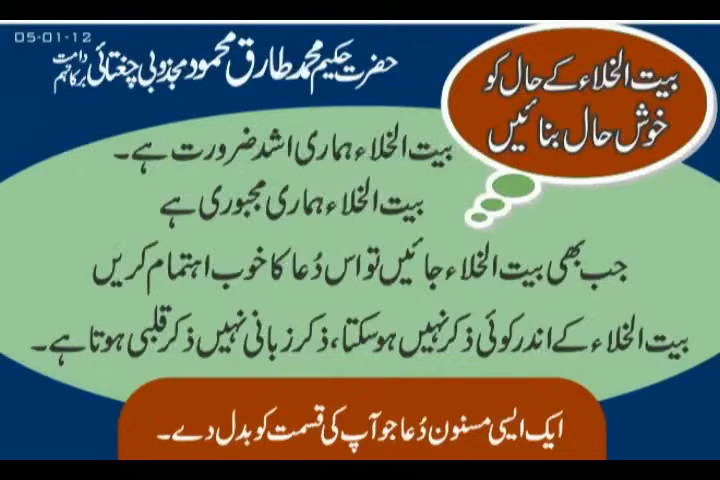 05-01-12
حضرت حکیم محمد طارق محمود مجذوبی چغتائی دامت برکاتہم
بیت الخلاء کے حال کو
خوش حال بنائیں
بیت الخلاء ہماری اشد ضرورت ہے۔
بیت الخلاء ہماری مجبوری ہے
جب بھی بیت الخلاء جائیں تو اس دُعا کا خوب اہتمام کریں
بیت الخلاء کے اندر کوئی ذکر نہیں ہو سکتا، ذکر زبانی نہیں ذکر قلبی ہوتا ہے۔
ایک ایسی مسنون دُعا جو آپ کی قسمت کو بدل دے۔